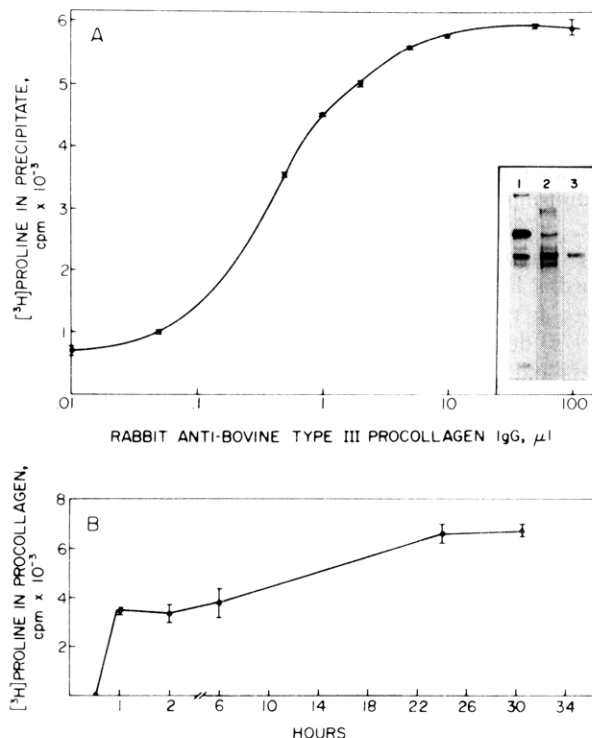 A
[³H]PROLINE IN PRECIPITATE,
cpm x 10⁻³
6
5
4
3
2
1
0
1 2 3
.01 .1 1 10 100
RABBIT ANTI-BOVINE TYPE III PROCOLLAGEN IgG, µl
B
[³H]PROLINE IN PROCOLLAGEN,
cpm x 10⁻³
8
6
4
2
1 2 6 10 14 18 22 26 30 34
HOURS